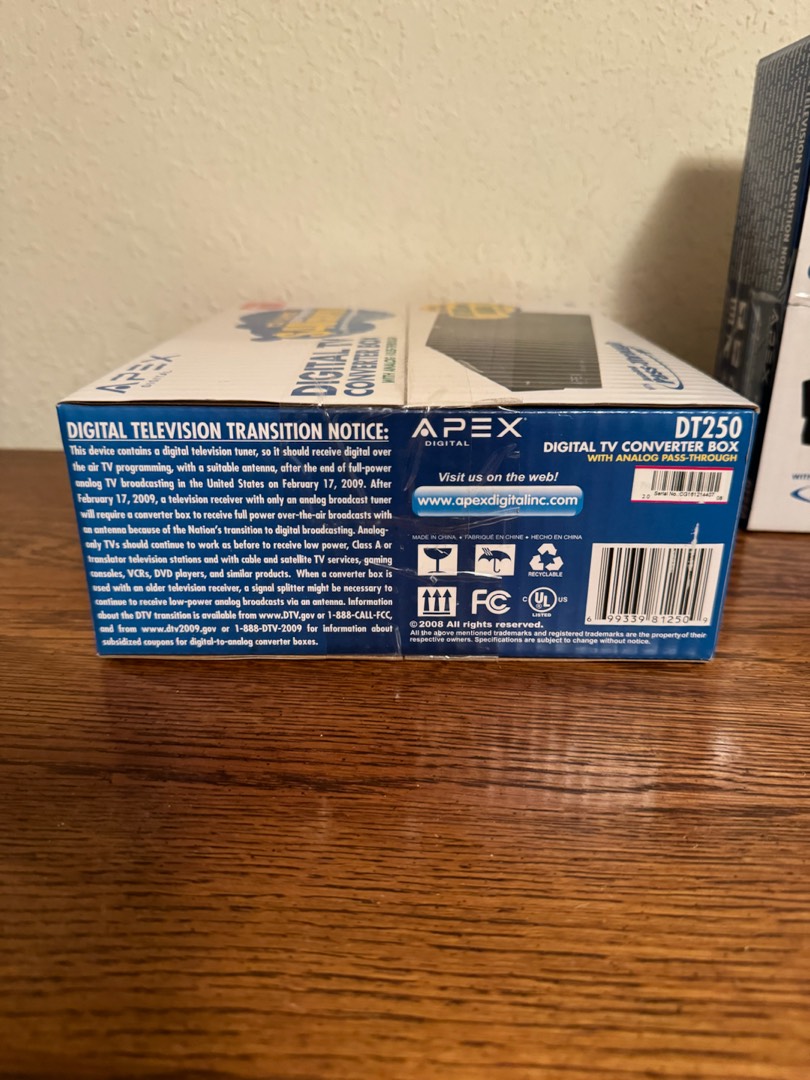 APEX
DIGITAL
DIGITAL TV
CONVERTER BOX
DIGITAL TELEVISION TRANSITION NOTICE:
This device contains a digital television tuner, so it should receive digital over
the air TV programming, with a suitable antenna, after the end of full-power
analog TV broadcasting in the United States on February 17, 2009. After
February 17, 2009, a television receiver with only an analog broadcast tuner
will require a converter box to receive full power over-the-air broadcasts with
an antenna because of the Nation's transition to digital broadcasting. Analog-
only TVs should continue to work as before to receive low power, Class A or
translator television stations and with cable and satellite TV services, gaming
consoles, VCRs, DVD players, and similar products. When a converter box is
used with an older television receiver, a signal splitter might be necessary to
continue to receive low-power analog broadcasts via an antenna. Information
about the DTV transition is available from www.DTV.gov or 1-888-CALL-FCC,
and from www.dtv2009.gov or 1-888-DTV-2009 for information about
subsidized coupons for digital-to-analog converter boxes.
APEX
DIGITAL
DT250
DIGITAL TV CONVERTER BOX
WITH ANALOG PASS-THROUGH
Visit us on the web!
www.apexdigitalinc.com
MADE IN CHINA. • FABRIQUÉ EN CHINE • HECHO EN CHINA
RECYCLABLE
FC
C UL US
LISTED
©2008 All rights reserved.
All the above mentioned trademarks and registered trademarks are the property of their
respective owners. Specifications are subject to change without notice.
6 99339 81250 9